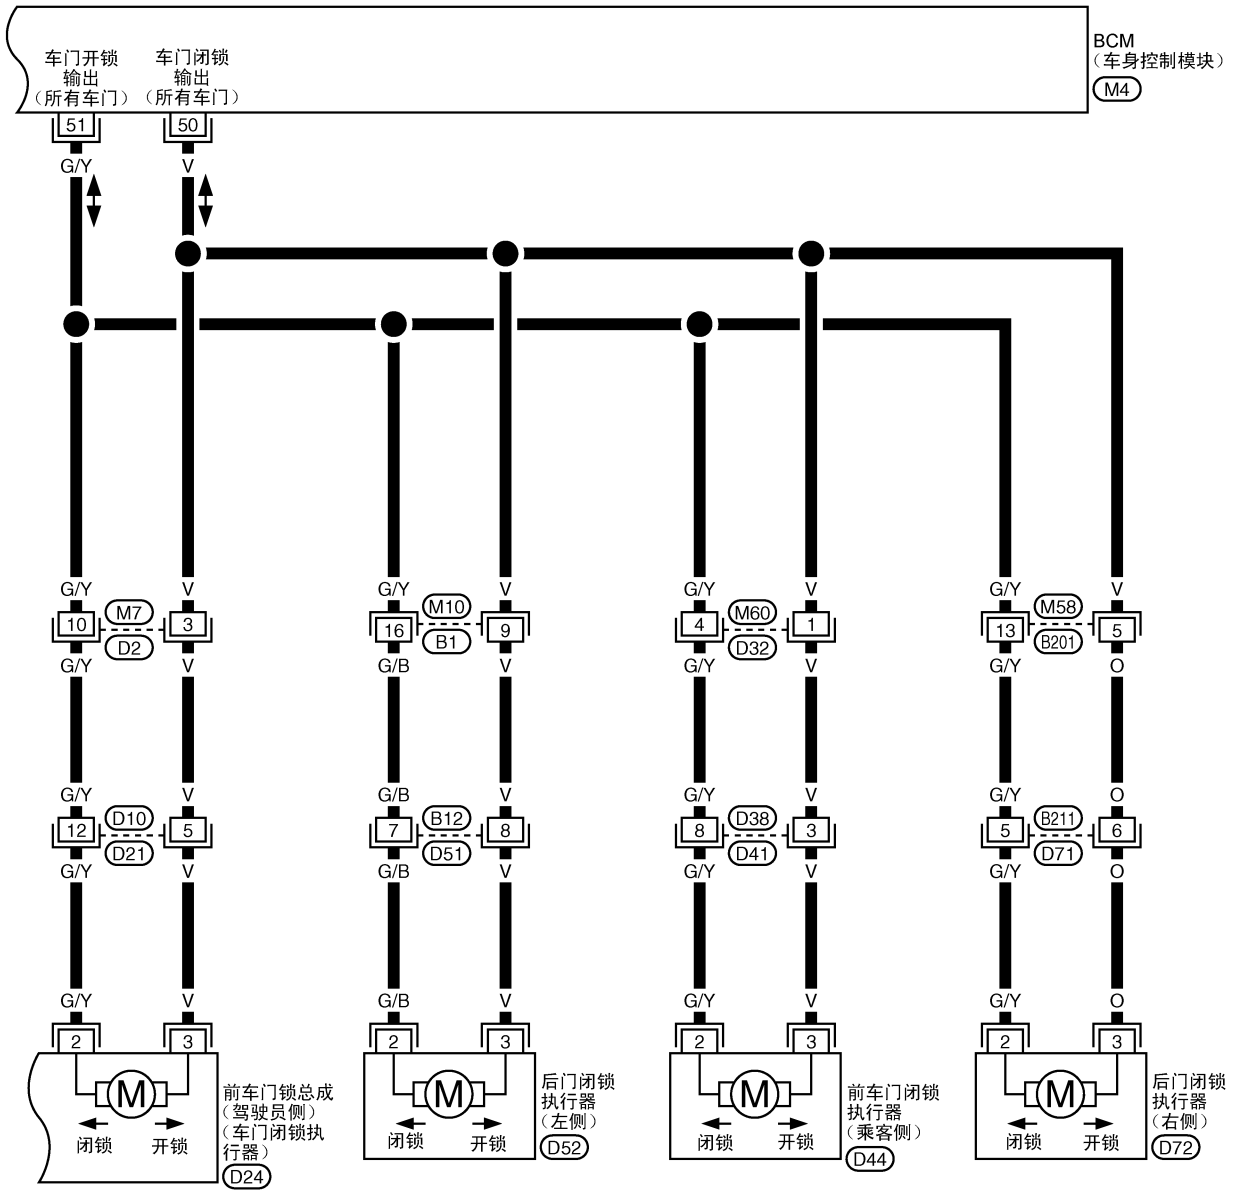 车门开锁
输出
（所有车门）
车门闭锁
输出
（所有车门）
BCM
（车身控制模块）
M4
51
50
G/Y
V
G/Y
V
G/Y
V
G/Y
V
G/Y
V
10
M7
3
16
M10
9
4
M60
1
13
M58
5
D2
B1
D32
B201
G/Y
V
G/B
V
G/Y
V
G/Y
O
G/Y
V
G/B
V
G/Y
V
G/Y
O
12
D10
5
7
B12
8
8
D38
3
5
B211
6
D21
D51
D41
D71
G/Y
V
G/B
V
G/Y
V
G/Y
O
G/Y
V
G/B
V
G/Y
V
G/Y
O
2
3
2
3
2
3
2
3
M
闭锁
开锁
前车门锁总成
（驾驶员侧）
（车门闭锁执
行器）
D24
M
闭锁
开锁
后门闭锁
执行器
（左侧）
D52
M
闭锁
开锁
前车门闭锁
执行器
（乘客侧）
D44
M
闭锁
开锁
后门闭锁
执行器
（右侧）
D72